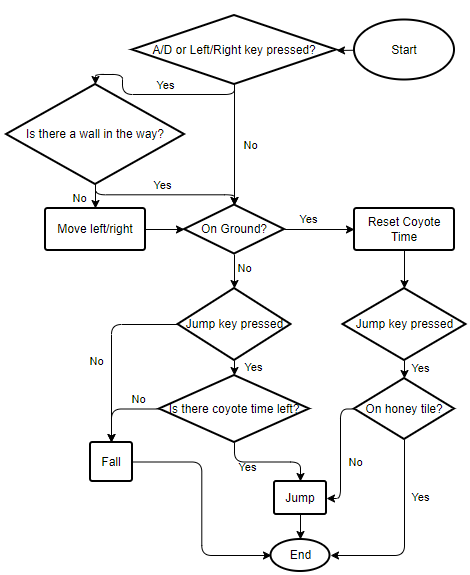 A/D or Left/Right key pressed?
Start
Yes
Is there a wall in the way?
No
Yes
No
Move left/right
On Ground?
Yes
Reset Coyote
Time
No
Jump key pressed
Jump key pressed
No
Yes
Yes
No
Is there coyote time left?
On honey tile?
Fall
Yes
No
Jump
Yes
End